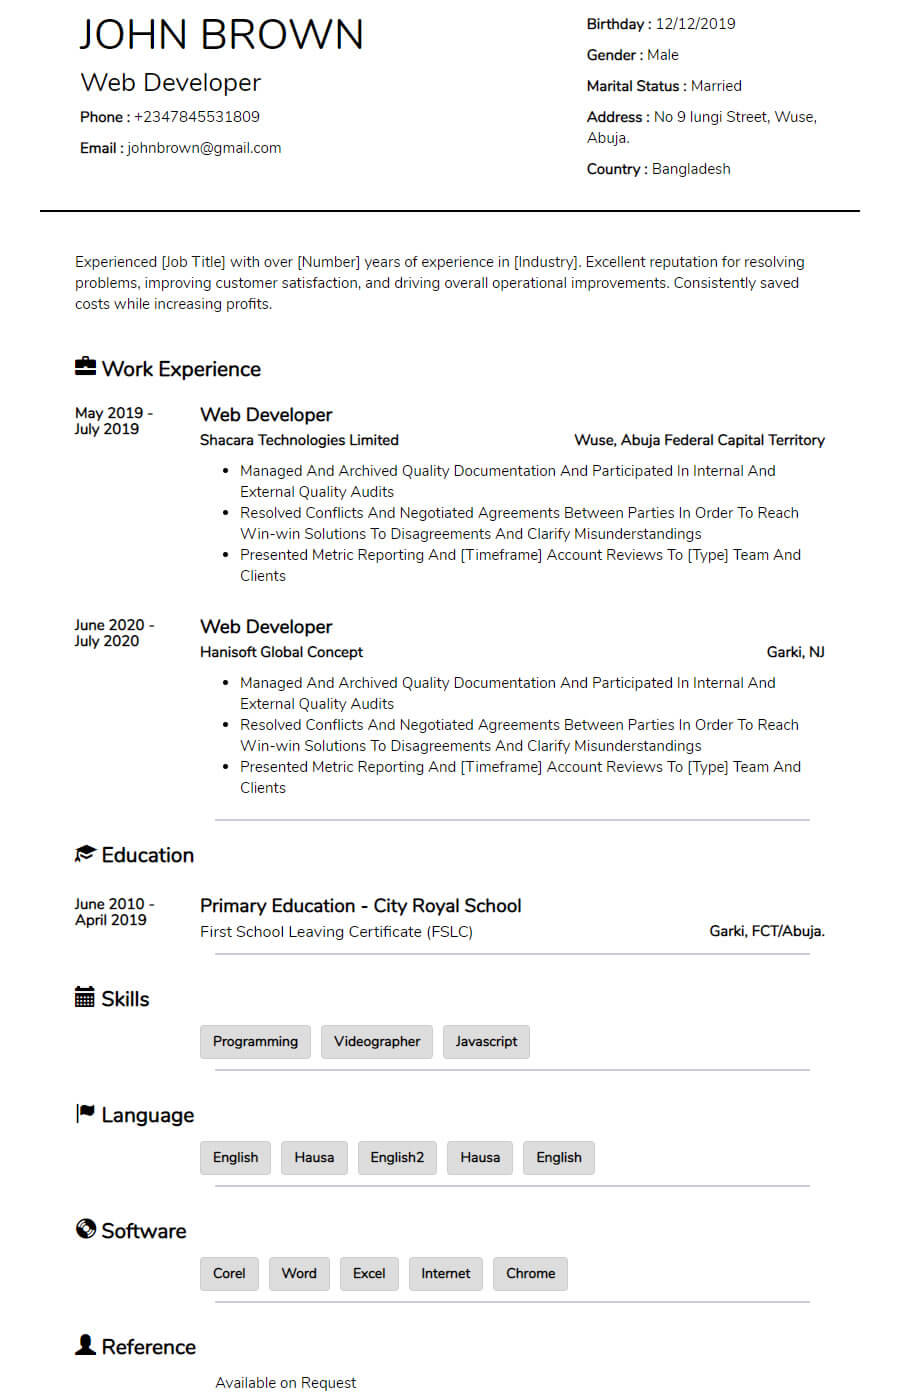 JOHN BROWN
Web Developer
Phone : +2347845531809
Email : johnbrown@gmail.com
Birthday : 12/12/2019
Gender : Male
Marital Status : Married
Address : No 9 lungi Street, Wuse,
Abuja.
Country : Bangladesh
Experienced [Job Title] with over [Number] years of experience in [Industry]. Excellent reputation for resolving
problems, improving customer satisfaction, and driving overall operational improvements. Consistently saved
costs while increasing profits.
Work Experience
May 2019 -
July 2019
Web Developer
Shacara Technologies Limited Wuse, Abuja Federal Capital Territory
• Managed And Archived Quality Documentation And Participated In Internal And
External Quality Audits
• Resolved Conflicts And Negotiated Agreements Between Parties In Order To Reach
Win-win Solutions To Disagreements And Clarify Misunderstandings
• Presented Metric Reporting And [Timeframe] Account Reviews To [Type] Team And
Clients
June 2020 -
July 2020
Web Developer
Hanisoft Global Concept Garki, NJ
• Managed And Archived Quality Documentation And Participated In Internal And
External Quality Audits
• Resolved Conflicts And Negotiated Agreements Between Parties In Order To Reach
Win-win Solutions To Disagreements And Clarify Misunderstandings
• Presented Metric Reporting And [Timeframe] Account Reviews To [Type] Team And
Clients
Education
June 2010 -
April 2019
Primary Education - City Royal School
First School Leaving Certificate (FSLC) Garki, FCT/Abuja.
Skills
Programming Videographer Javascript
Language
English Hausa English2 Hausa English
Software
Corel Word Excel Internet Chrome
Reference
Available on Request